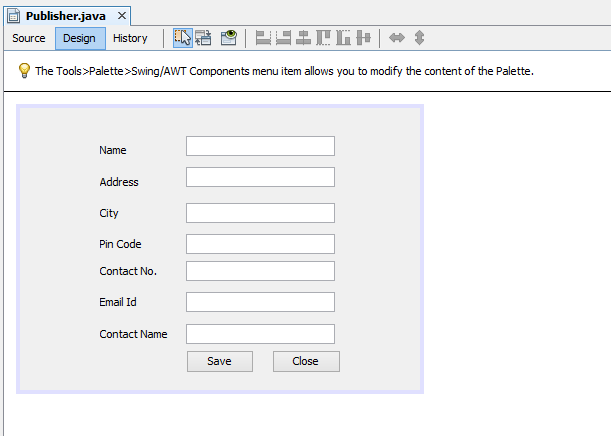 Publisher.java
Source Design History
The Tools>Palette>Swing/AWT Components menu item allows you to modify the content of the Palette.
Name
Address
City
Pin Code
Contact No.
Email Id
Contact Name
Save Close